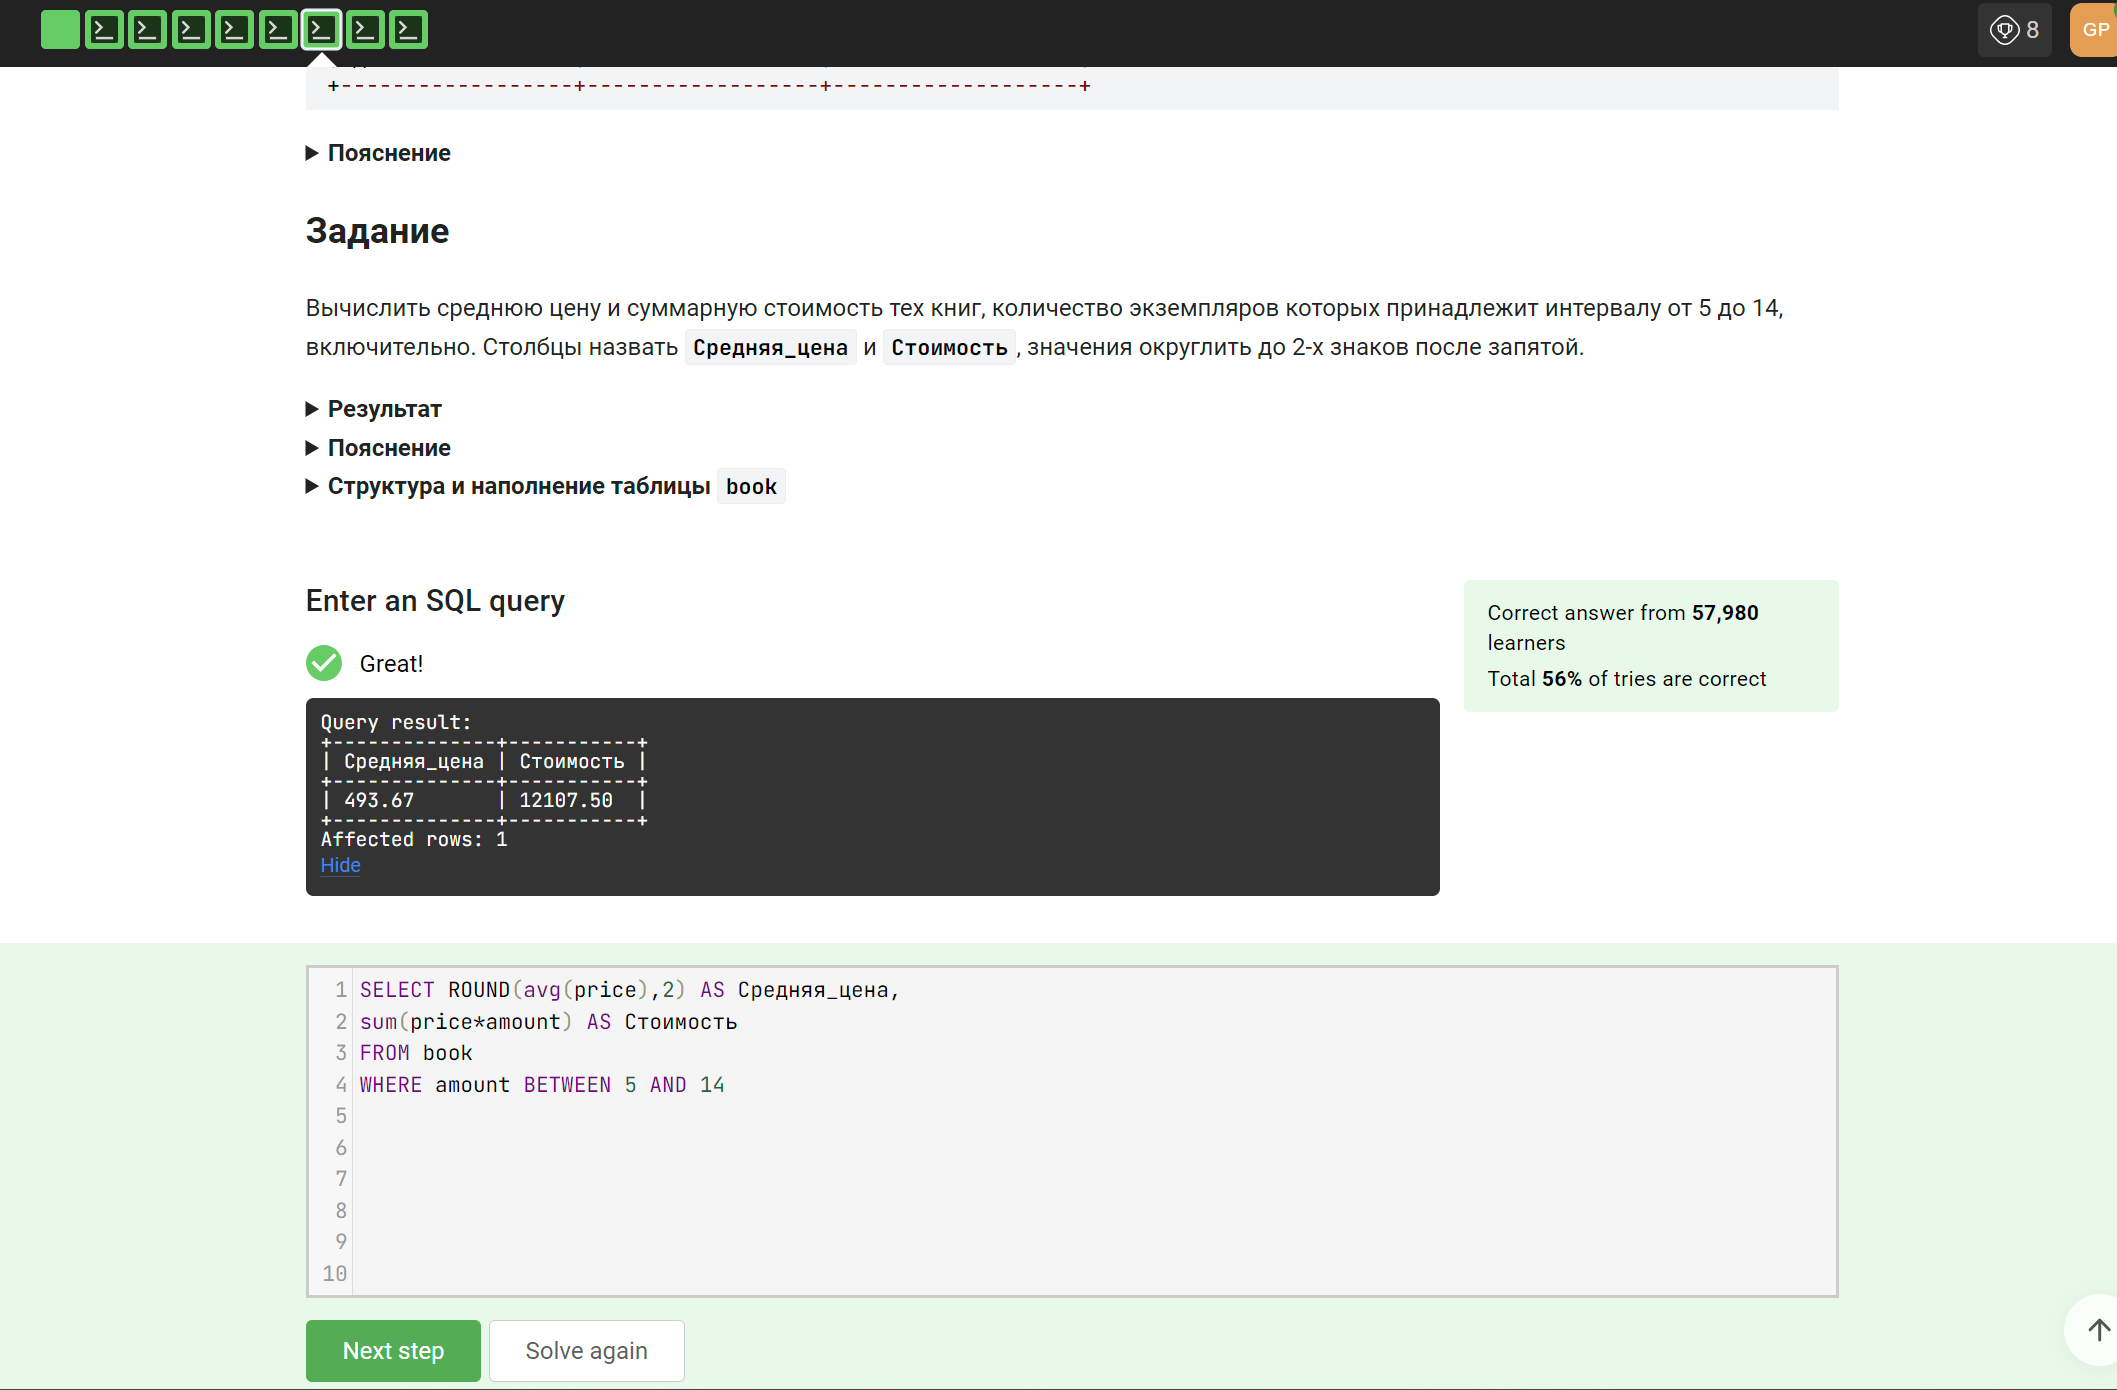 8
GP
+------------------+------------------+-------------------+
Пояснение
Задание
Вычислить среднюю цену и суммарную стоимость тех книг, количество экземпляров которых принадлежит интервалу от 5 до 14,
включительно. Столбцы назвать Средняя_цена и Стоимость, значения округлить до 2-х знаков после запятой.
Результат
Пояснение
Структура и наполнение таблицы book
Enter an SQL query
Great!
Correct answer from 57,980
learners
Total 56% of tries are correct
Query result:
+--------------+-----------+
| Средняя_цена | Стоимость |
+--------------+-----------+
| 493.67       | 12107.50  |
+--------------+-----------+
Affected rows: 1
Hide
1 SELECT ROUND(avg(price),2) AS Средняя_цена,
2 sum(price*amount) AS Стоимость
3 FROM book
4 WHERE amount BETWEEN 5 AND 14
5
6
7
8
9
10
Next step
Solve again